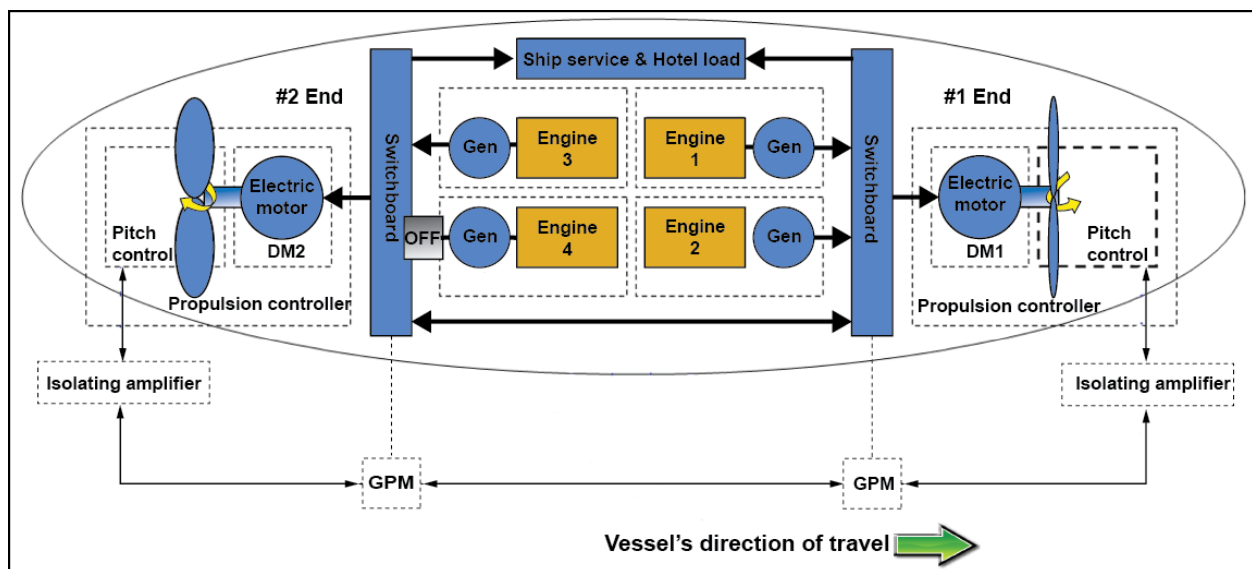 Ship service & Hotel load
#2 End
#1 End
Switchboard
Gen
Engine
3
Engine
1
Gen
Switchboard
Electric
motor
DM2
Pitch
control
Propulsion controller
OFF
Gen
Engine
4
Engine
2
Gen
Electric
motor
DM1
Pitch
control
Propulsion controller
Isolating amplifier
Isolating amplifier
GPM
GPM
Vessel's direction of travel